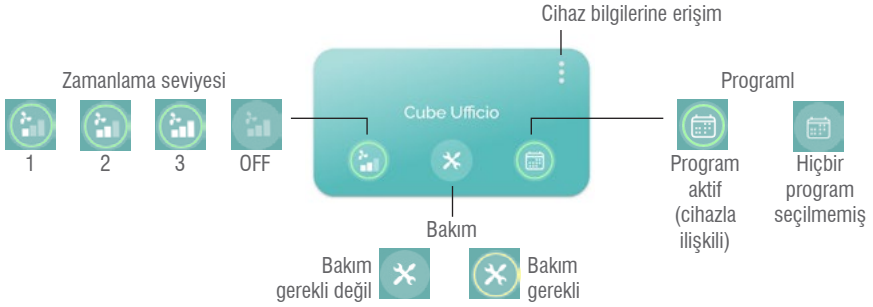 Cihaz bilgilerine erişim
Zamanlama seviyesi
1
2
3
OFF
Cube Ufficio
Programl
Program
aktif
(cihazla
ilişkili)
Hiçbir
program
seçilmemiş
Bakım
Bakım
gerekli değil
Bakım
gerekli